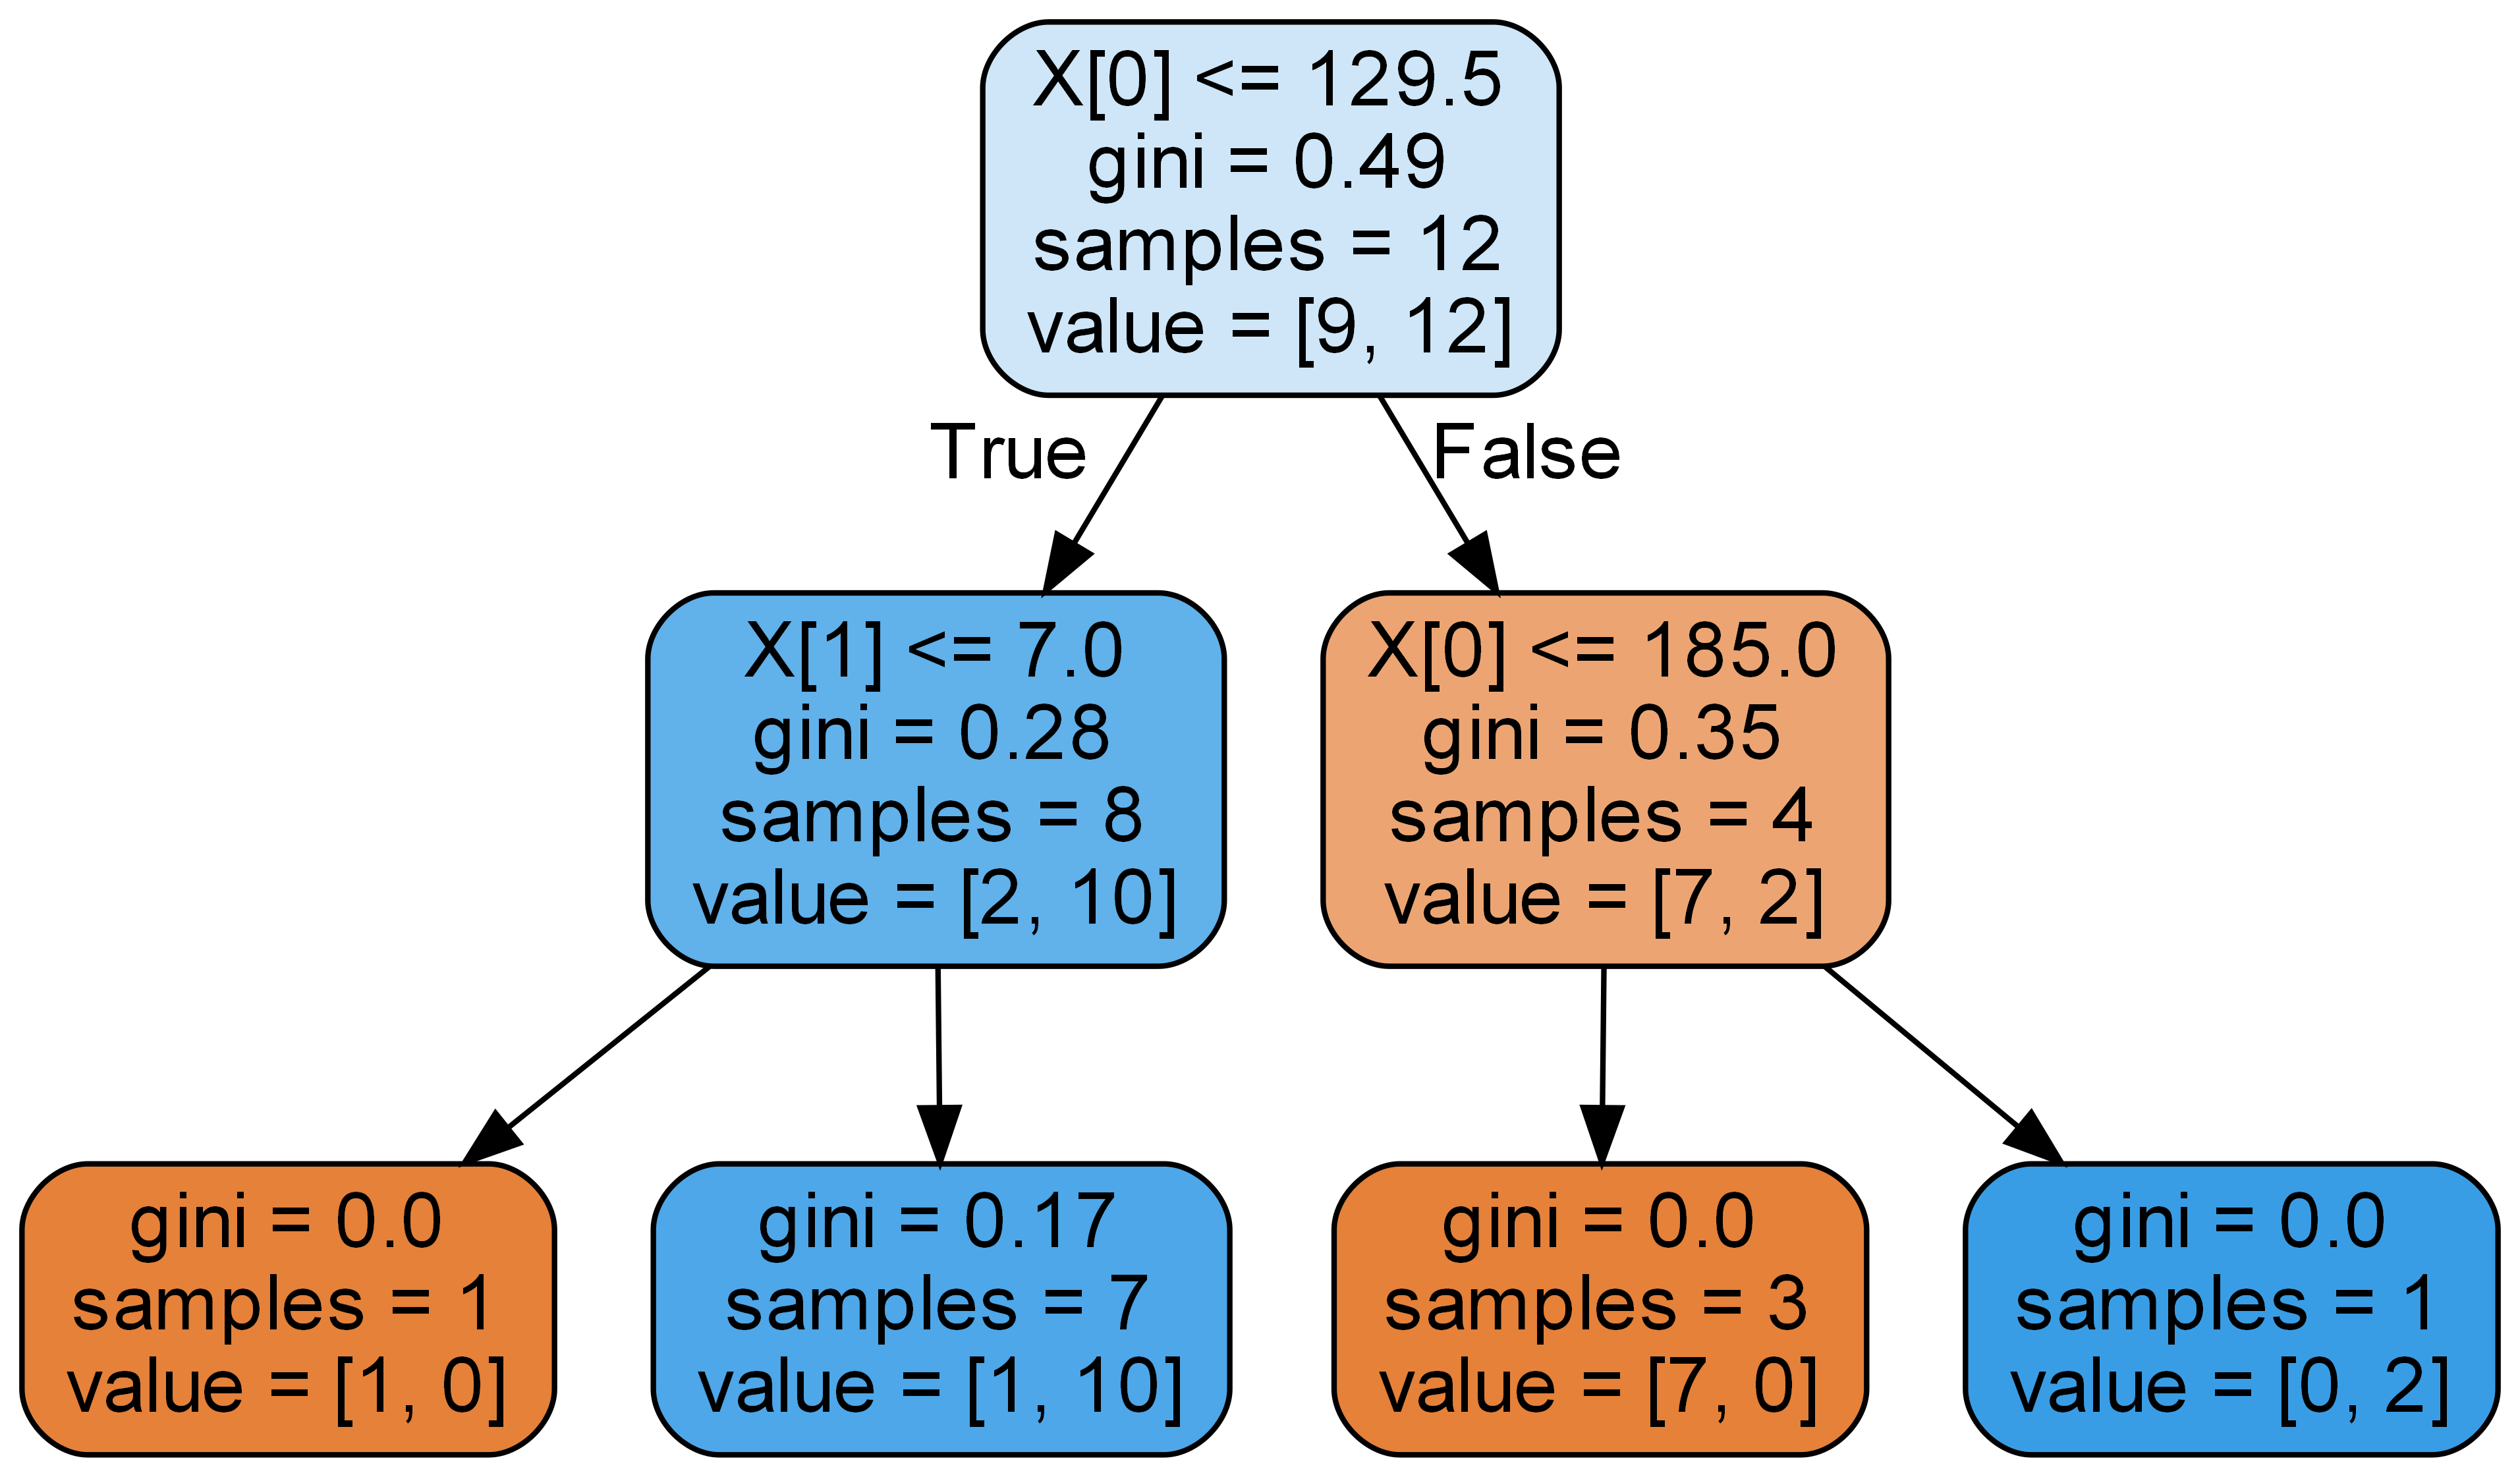 X[0] <= 129.5
gini = 0.49
samples = 12
value = [9, 12]
True
False
X[1] <= 7.0
gini = 0.28
samples = 8
value = [2, 10]
X[0] <= 185.0
gini = 0.35
samples = 4
value = [7, 2]
gini = 0.0
samples = 1
value = [1, 0]
gini = 0.17
samples = 7
value = [1, 10]
gini = 0.0
samples = 3
value = [7, 0]
gini = 0.0
samples = 1
value = [0, 2]